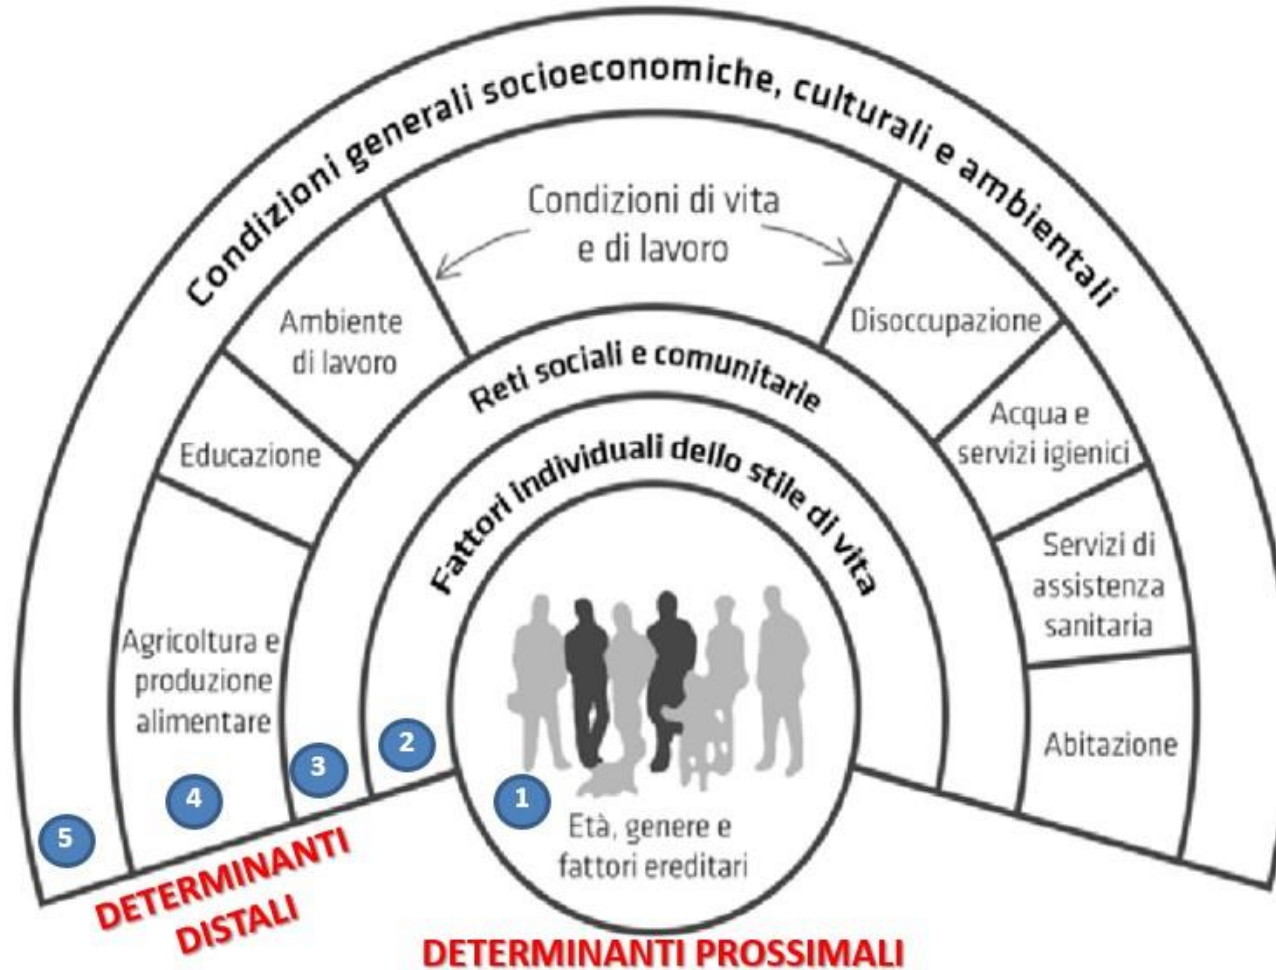 Condizioni generali socioeconomiche, culturali e ambientali
Condizioni di vita
e di lavoro
Ambiente
di lavoro
Disoccupazione
Reti sociali e comunitarie
Educazione
Acqua e
servizi igienici
Fattori individuali dello stile di vita
Agricoltura e
produzione
alimentare
Servizi di
assistenza
sanitaria
Abitazione
5
4
3
2
1
Età, genere e
fattori ereditari
DETERMINANTI
DISTALI
DETERMINANTI PROSSIMALI